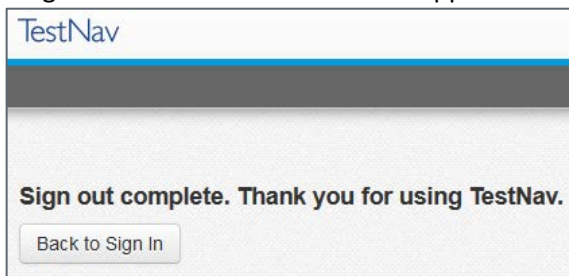 TestNav
Sign out complete. Thank you for using TestNav.
Back to Sign In